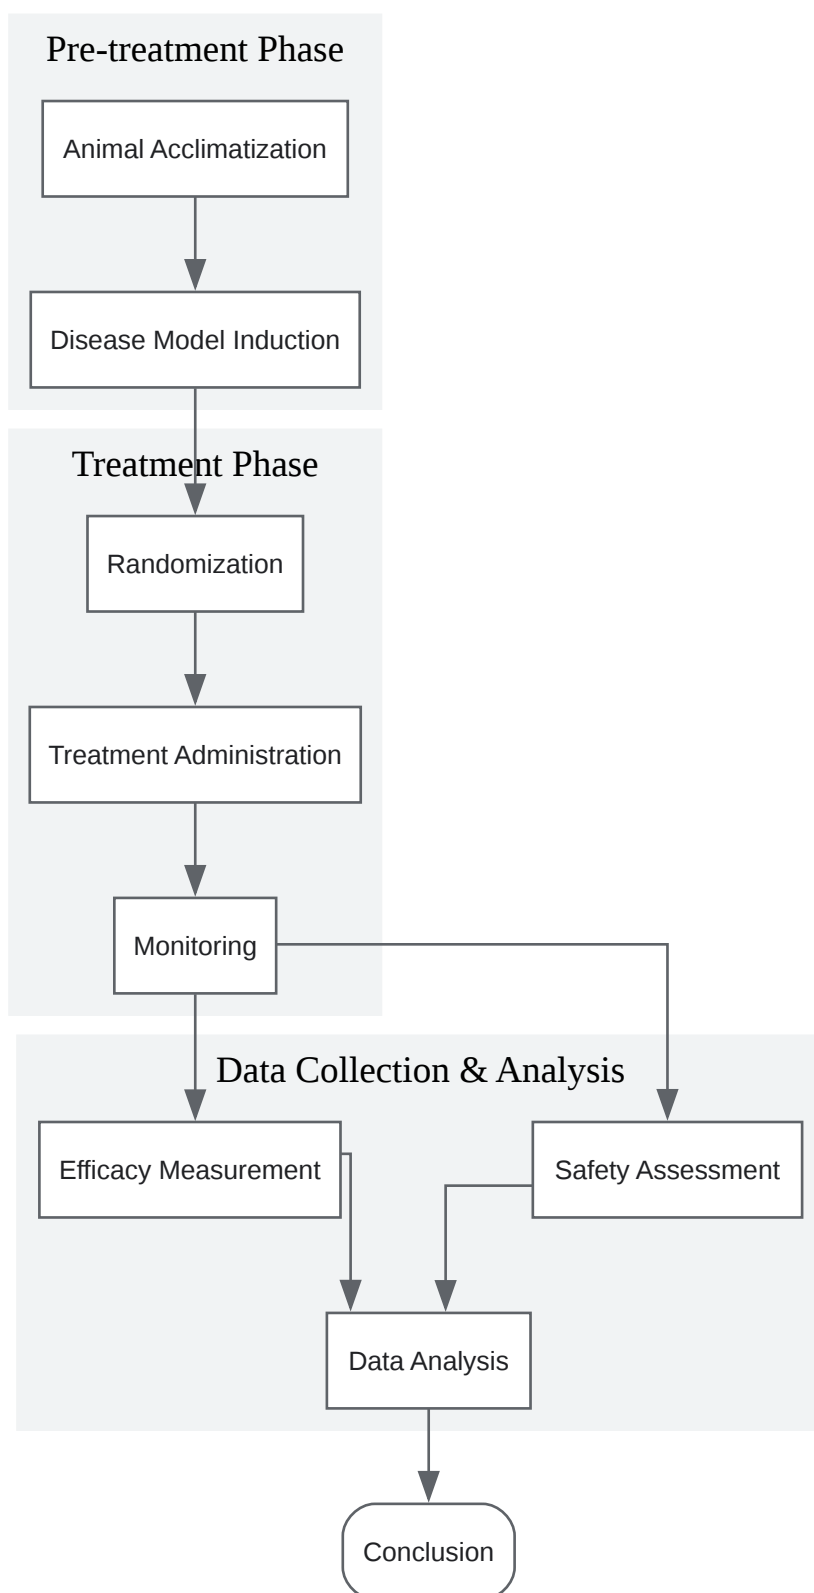 Pre-treatment Phase
Animal Acclimatization
Disease Model Induction
Treatment Phase
Randomization
Treatment Administration
Monitoring
Data Collection & Analysis
Efficacy Measurement
Safety Assessment
Data Analysis
Conclusion